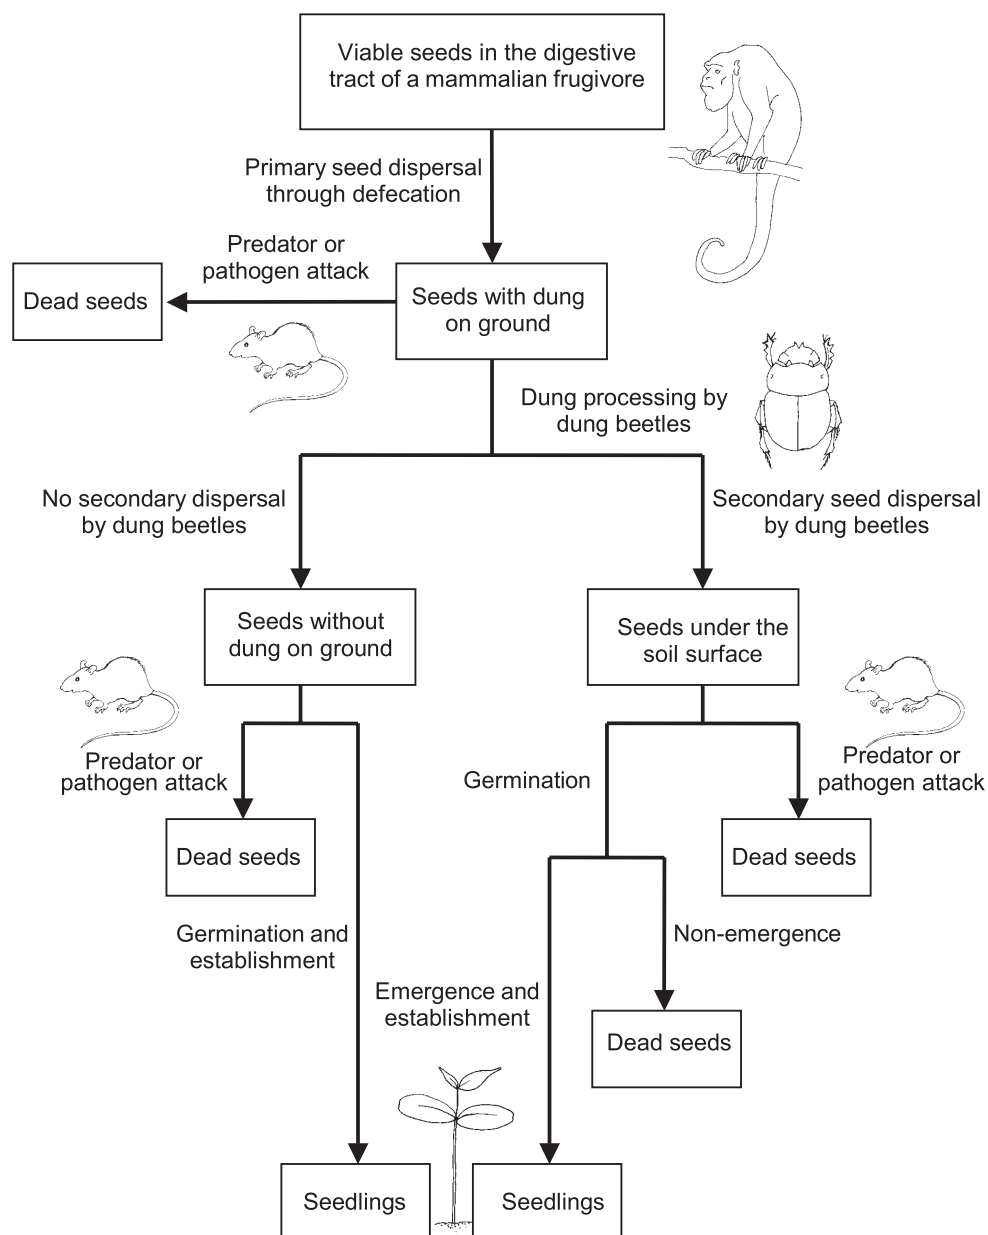 Viable seeds in the digestive
tract of a mammalian frugivore
Primary seed dispersal
through defecation
Predator or
pathogen attack
Dead seeds
Seeds with dung
on ground
Dung processing by
dung beetles
No secondary dispersal
by dung beetles
Secondary seed dispersal
by dung beetles
Seeds without
dung on ground
Seeds under the
soil surface
Predator or
pathogen attack
Germination
Predator or
pathogen attack
Dead seeds
Dead seeds
Germination and
establishment
Non-emergence
Emergence and
establishment
Dead seeds
Seedlings
Seedlings